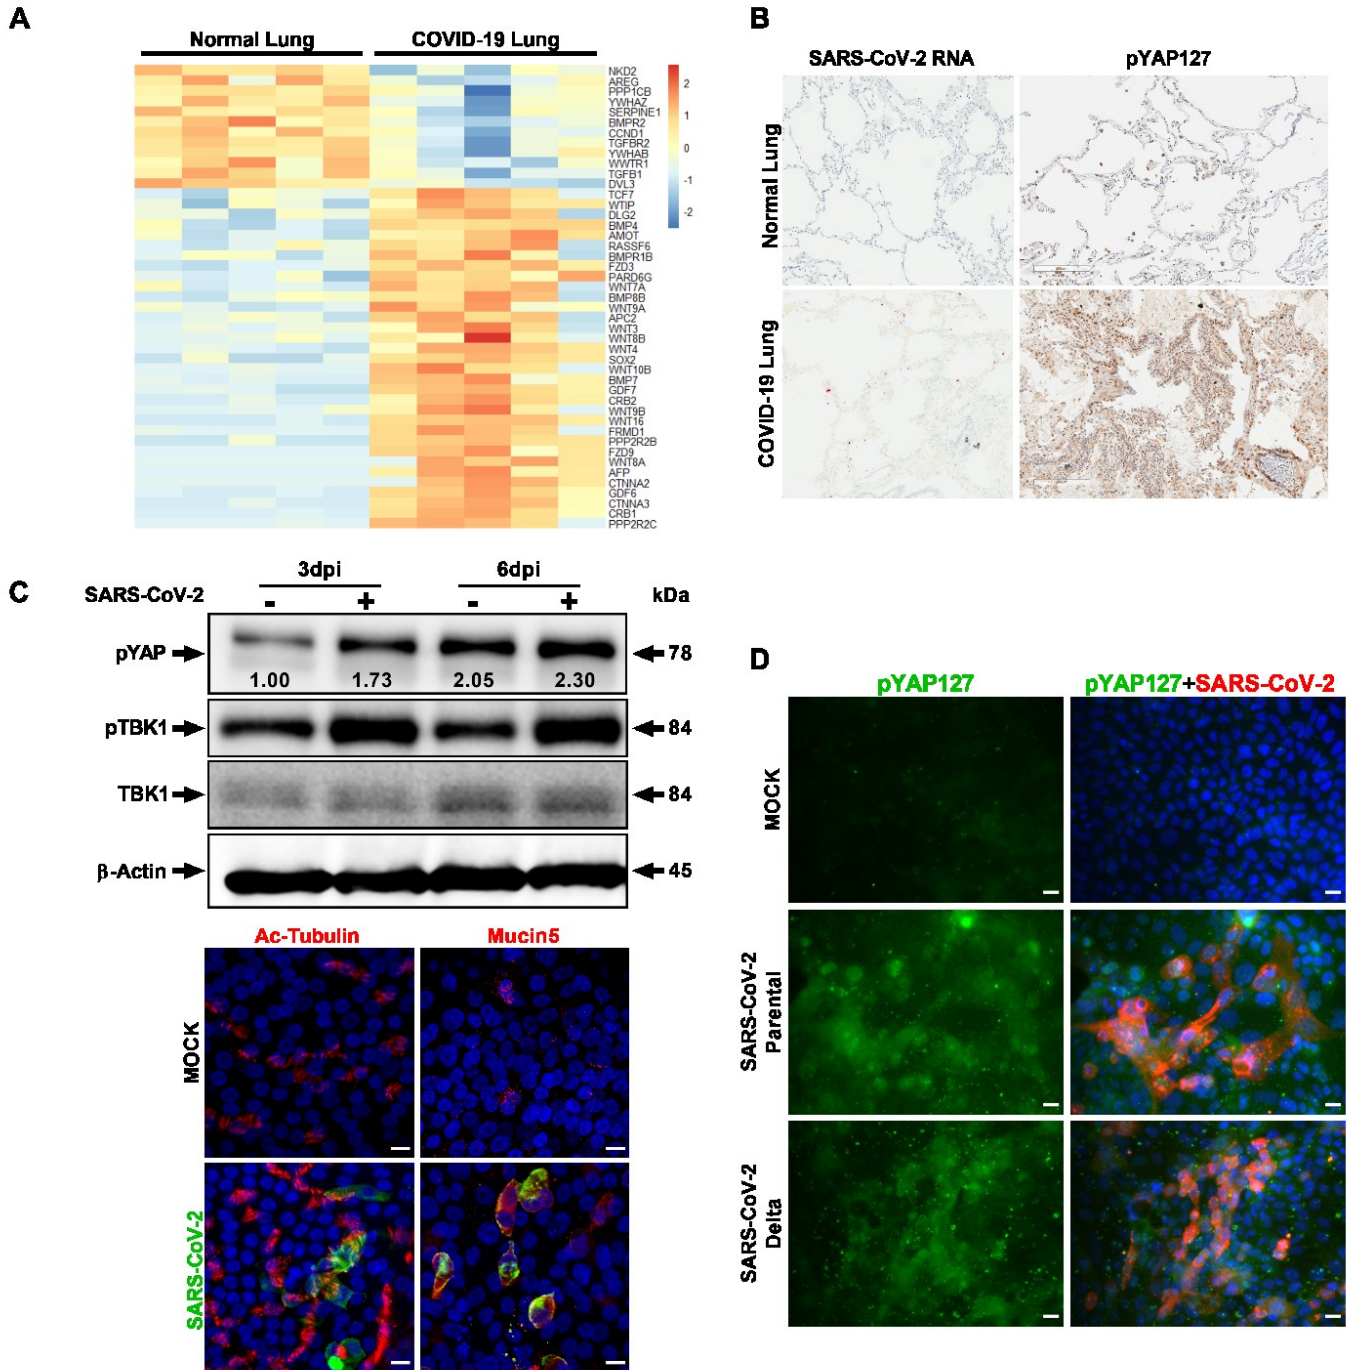 A
Normal Lung COVID-19 Lung
NKD2
AREG
PPP1CB
YWHAZ
SERPINE1
BMPR2
CCND1
TGFBR2
YWHAB
WWTR1
TGFB1
DVL3
TCF7
WTIP
DLG2
BMP4
AMOT
RASSF6
BMPR1B
FZD3
PARD6G
WNT7A
BMP8B
WNT9A
APC2
WNT3
WNT8B
WNT4
SOX2
WNT10B
BMP7
GDF7
CRB2
WNT9B
WNT16
FRMD1
PPP2R2B
FZD9
WNT8A
AFP
CTNNA2
GDF6
CTNNA3
CRB1
PPP2R2C
2
1
0
-1
-2
B
SARS-CoV-2 RNA pYAP127
Normal Lung
COVID-19 Lung
C
3dpi 6dpi
SARS-CoV-2 - + - + kDa
pYAP 78
1.00 1.73 2.05 2.30
pTBK1 84
TBK1 84
β-Actin 45
Ac-Tubulin Mucin5
MOCK
SARS-CoV-2
D
pYAP127 pYAP127+SARS-CoV-2
MOCK
SARS-CoV-2
Parental
SARS-CoV-2
Delta